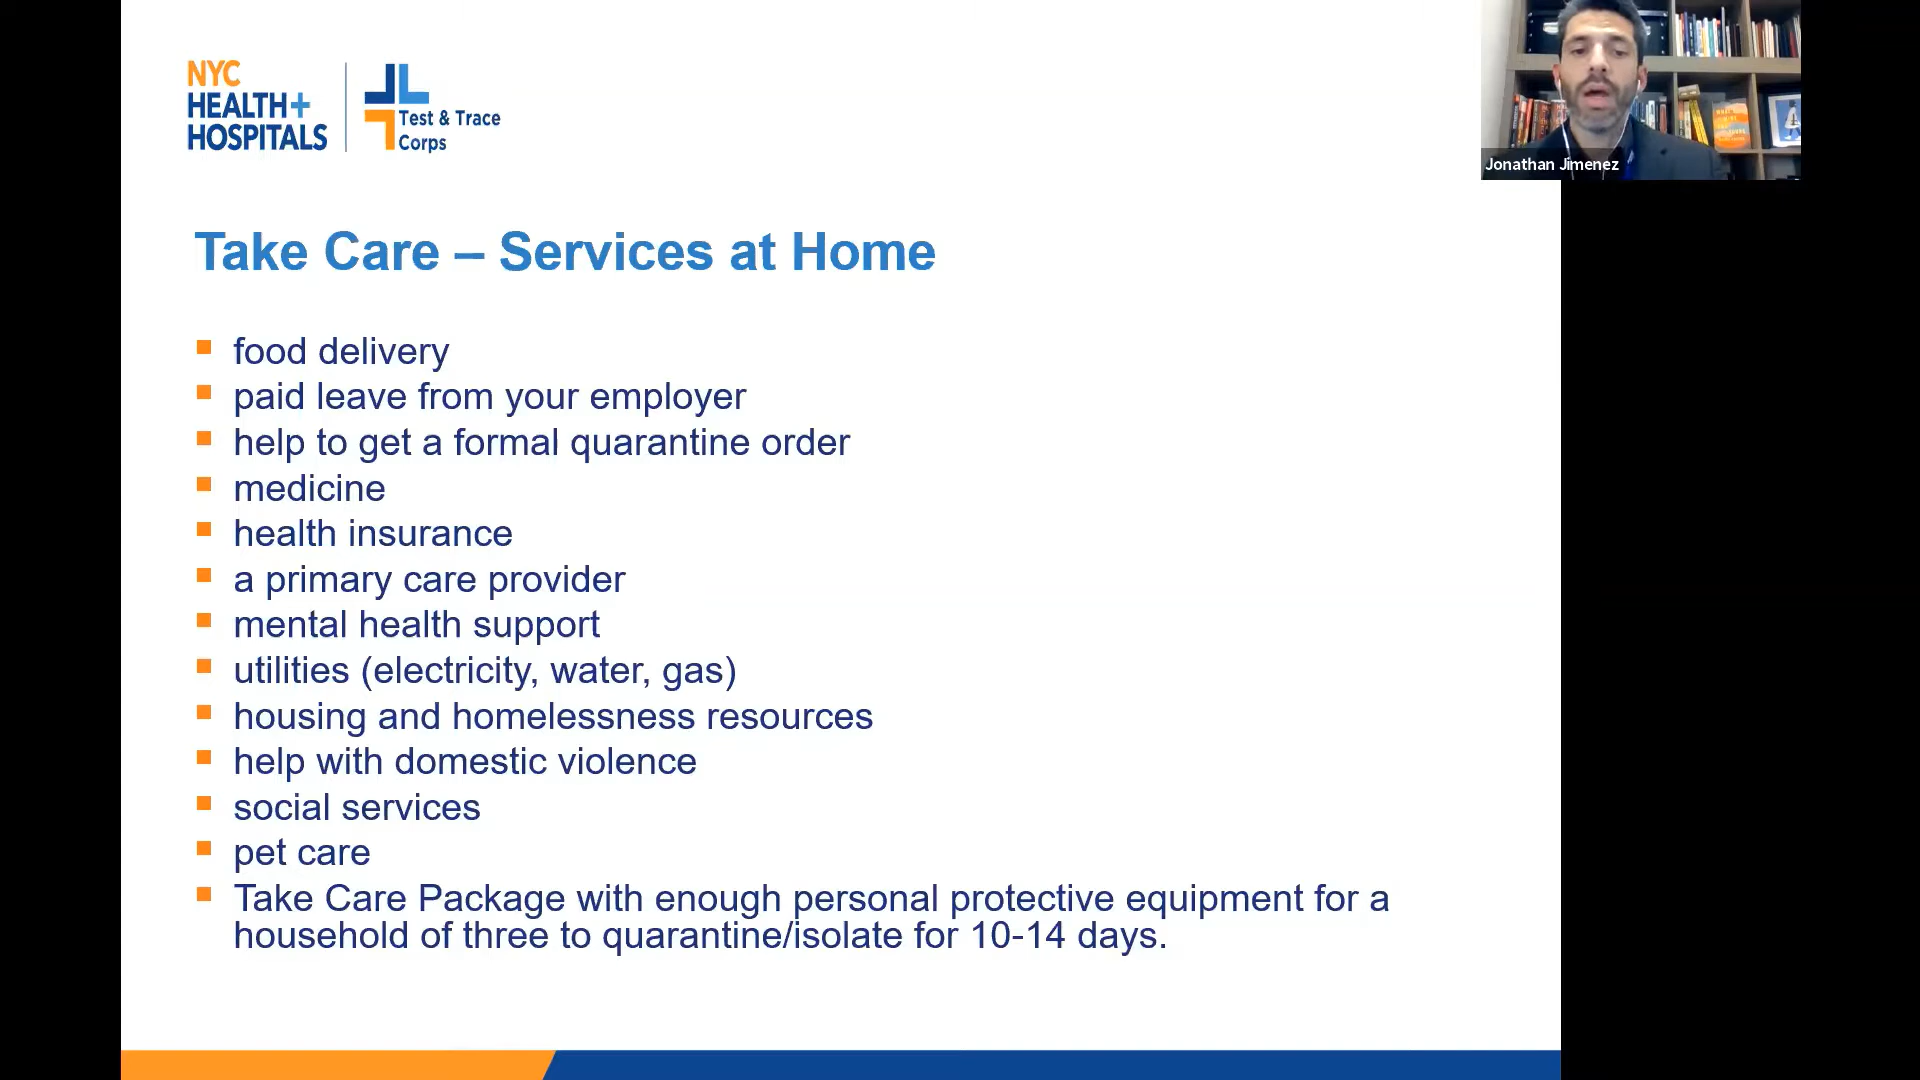 NYC
HEALTH+
HOSPITALS
Test & Trace
Corps
Jonathan Jimenez
Take Care – Services at Home
food delivery
paid leave from your employer
help to get a formal quarantine order
medicine
health insurance
a primary care provider
mental health support
utilities (electricity, water, gas)
housing and homelessness resources
help with domestic violence
social services
pet care
Take Care Package with enough personal protective equipment for a
household of three to quarantine/isolate for 10-14 days.